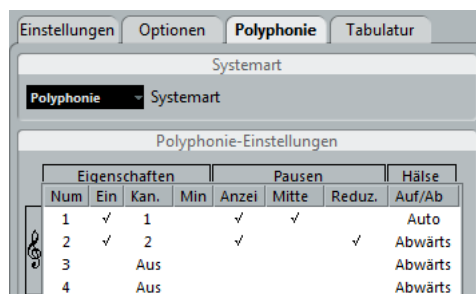 Einstellungen Optionen Polyphonie Tabulatur
Systemart
Polyphonie Systemart
Polyphonie-Einstellungen
Eigenschaften Pausen Hälse
Num Ein Kan. Min Anzei Mitte Reduz. Auf/Ab
1 √ 1 √ √ Auto
2 √ 2 √ √ Abwärts
3 Aus Abwärts
4 Aus Abwärts